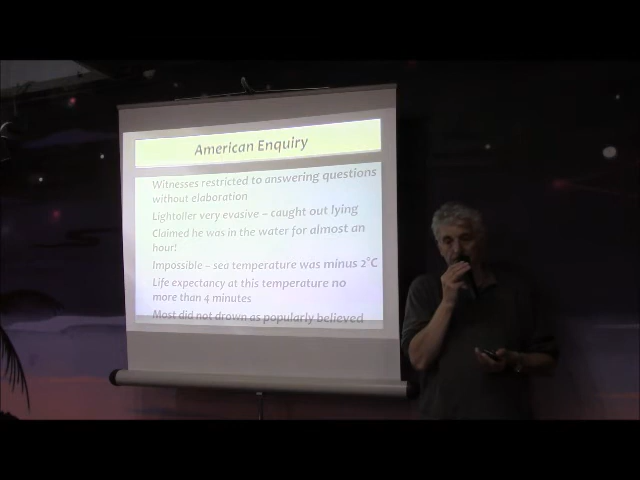 American Enquiry
Witnesses restricted to answering questions
without elaboration
Lightoller very evasive – caught out lying
Claimed he was in the water for almost an
hour!
Impossible – sea temperature was minus 2°C
Life expectancy at this temperature no
more than 4 minutes
Most did not drown as popularly believed